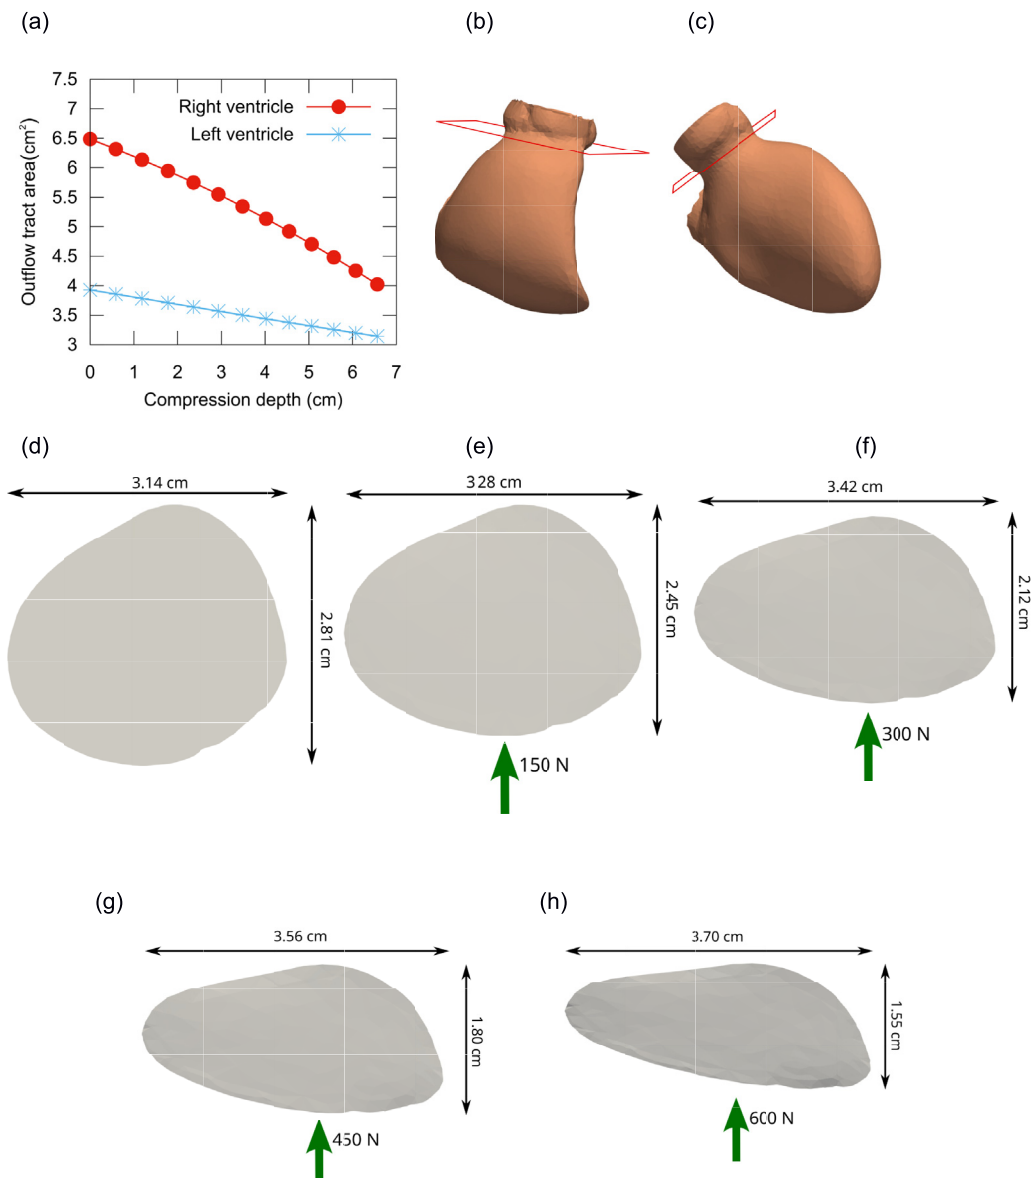 (a)
(b)
(c)
7.5
7
6.5
6
5.5
5
4.5
4
3.5
3
Outflow tract area(cm²)
Right ventricle
Left ventricle
0 1 2 3 4 5 6 7
Compression depth (cm)
(d)
(e)
(f)
3.14 cm
2.81 cm
328 cm
2.45 cm
150 N
3.42 cm
2.12 cm
300 N
(g)
(h)
3.56 cm
1.80 cm
450 N
3.70 cm
1.55 cm
600 N